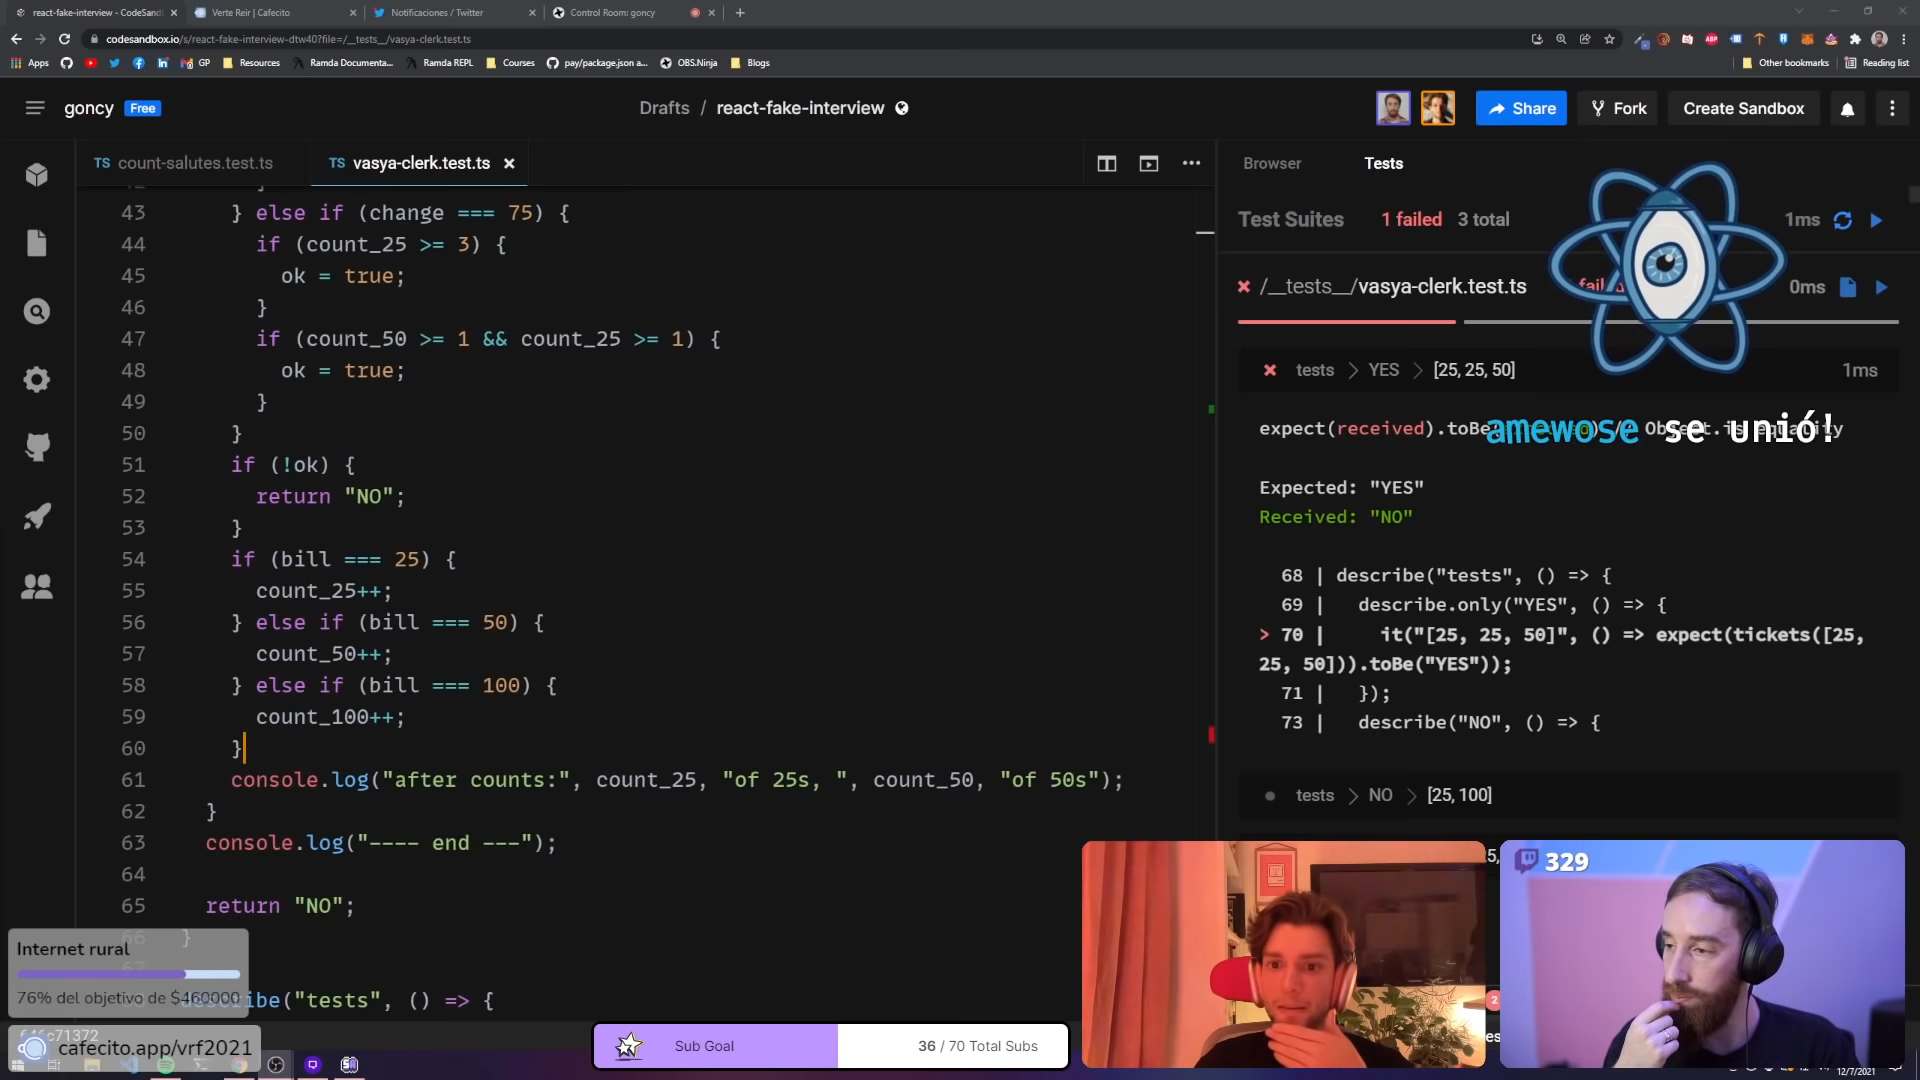 react-fake-interview - CodeSand
Verte Reir | Cafecito
Notificaciones / Twitter
Control Room: goncy
codesandbox.io/s/react-fake-interview-dtw40?file=/__tests__/vasya-clerk.test.ts
Apps
GP
Resources
Ramda Documenta...
Ramda REPL
Courses
pay/package.json a...
OBS.Ninja
Blogs
Other bookmarks
Reading list
goncy
Free
Drafts / react-fake-interview
Share
Fork
Create Sandbox
TS count-salutes.test.ts
TS vasya-clerk.test.ts
43 } else if (change === 75) {
44 if (count_25 >= 3) {
45 ok = true;
46 }
47 if (count_50 >= 1 && count_25 >= 1) {
48 ok = true;
49 }
50 }
51 if (!ok) {
52 return "NO";
53 }
54 if (bill === 25) {
55 count_25++;
56 } else if (bill === 50) {
57 count_50++;
58 } else if (bill === 100) {
59 count_100++;
60 }
61 console.log("after counts:", count_25, "of 25s, ", count_50, "of 50s");
62 }
63 console.log("---- end ---");
64
65 return "NO";
}
describe("tests", () => {
Browser
Tests
Test Suites 1 failed 3 total 1ms
/__tests__/vasya-clerk.test.ts 0ms
tests > YES > [25, 25, 50] 1ms
expect(received).toBe
amewose se unió!
Expected: "YES"
Received: "NO"
68 | describe("tests", () => {
69 | describe.only("YES", () => {
> 70 | it("[25, 25, 50]", () => expect(tickets([25,
25, 50])).toBe("YES"));
71 | });
73 | describe("NO", () => {
tests > NO > [25, 100]
329
Internet rural
76% del objetivo de $460000
cafecito.app/vrf2021
Sub Goal
36 / 70 Total Subs
2
12/7/2021